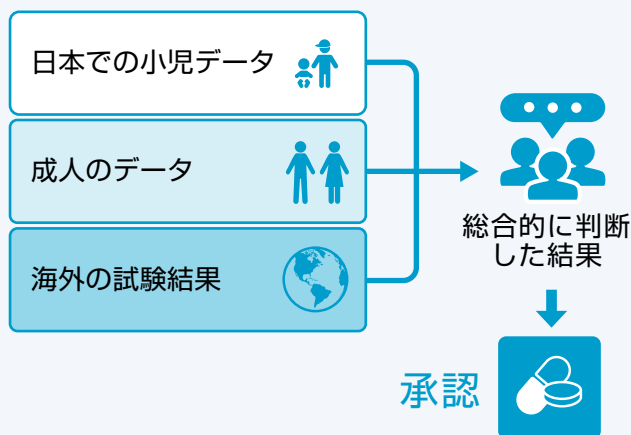 日本での小児データ
成人のデータ
海外の試験結果
総合的に判断
した結果
承認